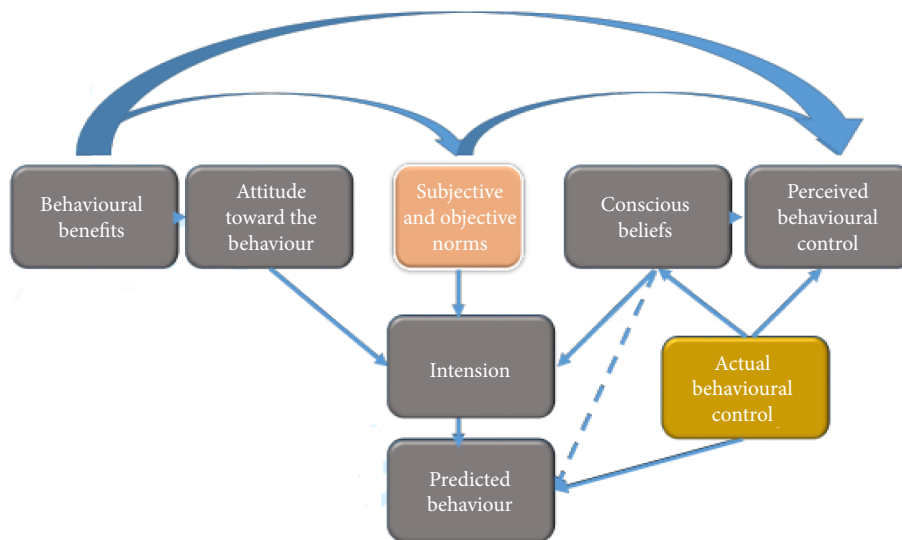 Behavioural
benefits
Attitude
toward the
behaviour
Subjective
and objective
norms
Conscious
beliefs
Perceived
behavioural
control
Intension
Actual
behavioural
control
Predicted
behaviour